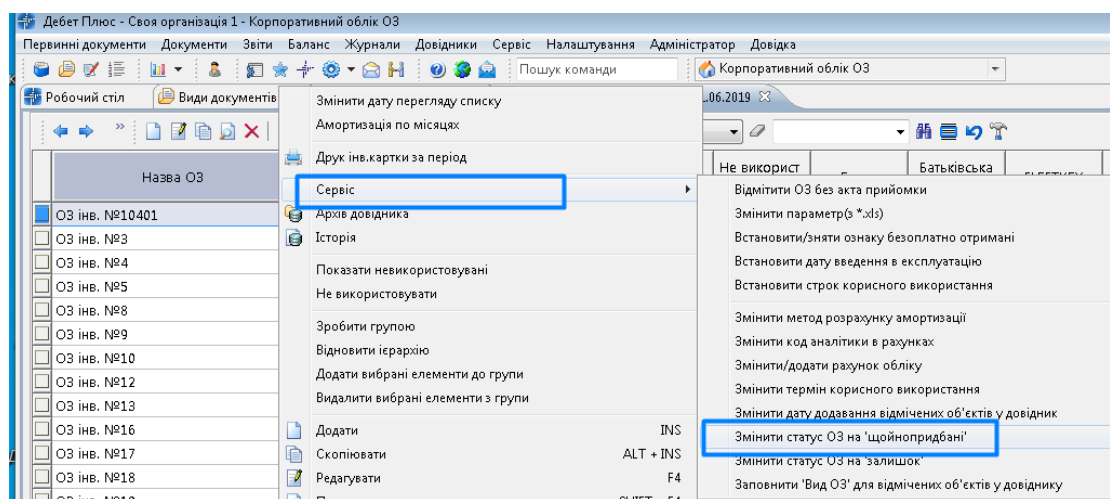 Дебет Плюс - Своя організація 1 - Корпоративний облік ОЗ
Первинні документи Документи Звіти Баланс Журнали Довідники Сервіс Налаштування Адміністратор Довідка
Пошук команди Корпоративний облік ОЗ
Робочий стіл Види документів .06.2019
Назва ОЗ
Не використ Батьківська
ОЗ інв. №10401
ОЗ інв. №3
ОЗ інв. №4
ОЗ інв. №5
ОЗ інв. №8
ОЗ інв. №9
ОЗ інв. №10
ОЗ інв. №12
ОЗ інв. №13
ОЗ інв. №16
ОЗ інв. №17
ОЗ інв. №18
Змінити дату перегляду списку
Амортизація по місяцях
Друк інв.картки за період
Сервіс
Архів довідника
Історія
Показати невикористовувані
Не використовувати
Зробити групою
Відновити ієрархію
Додати вибрані елементи до групи
Видалити вибрані елементи з групи
Додати INS
Скопіювати ALT + INS
Редагувати F4
Відмітити ОЗ без акта прийомки
Змінити параметр(з *.xls)
Встановити/зняти ознаку безоплатно отримані
Встановити дату введення в експлуатацію
Встановити строк корисного використання
Змінити метод розрахунку амортизації
Змінити код аналітики в рахунках
Змінити/додати рахунок обліку
Змінити термін корисного використання
Змінити дату додавання відмічених об'єктів у довідник
Змінити статус ОЗ на 'щойнопридбані'
Змінити статус ОЗ на 'залишок'
Заповнити 'Вид ОЗ' для відмічених об'єктів у довіднику